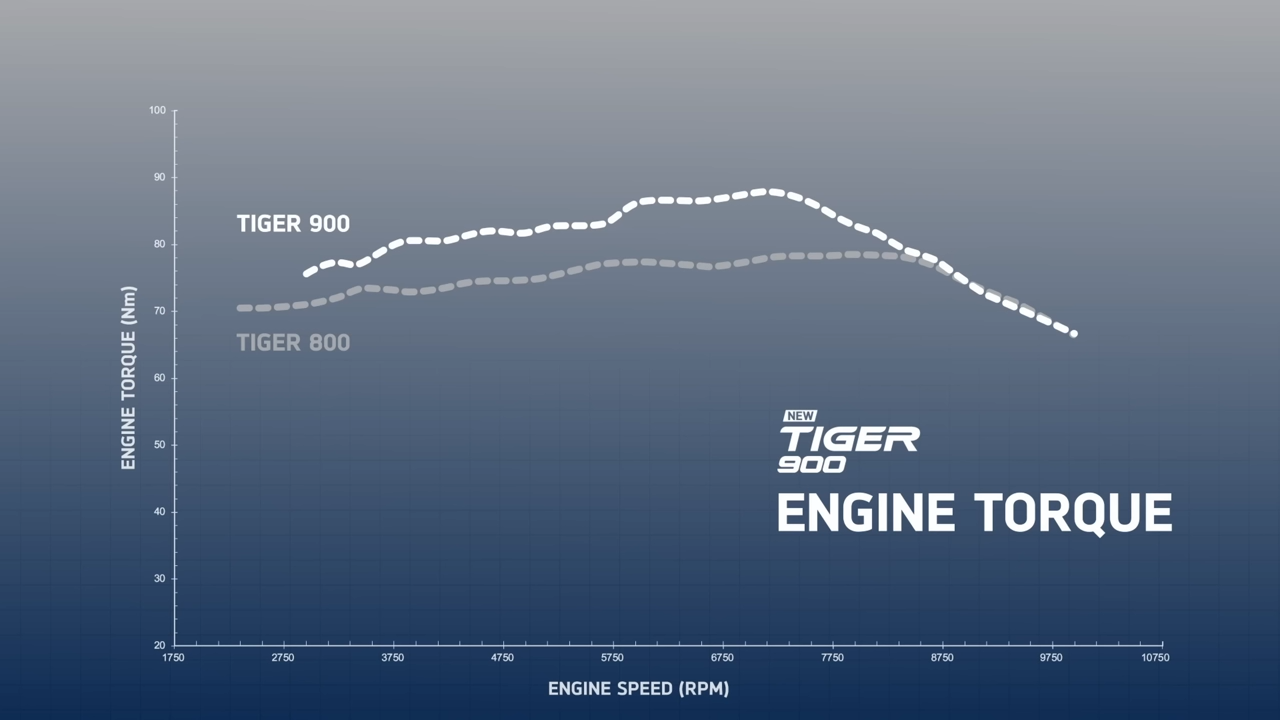 100
90
TIGER 900
80
70
TIGER 800
60
50
40
30
20
ENGINE TORQUE (Nm)
NEW
TIGER
900
ENGINE TORQUE
1750 2750 3750 4750 5750 6750 7750 8750 9750 10750
ENGINE SPEED (RPM)